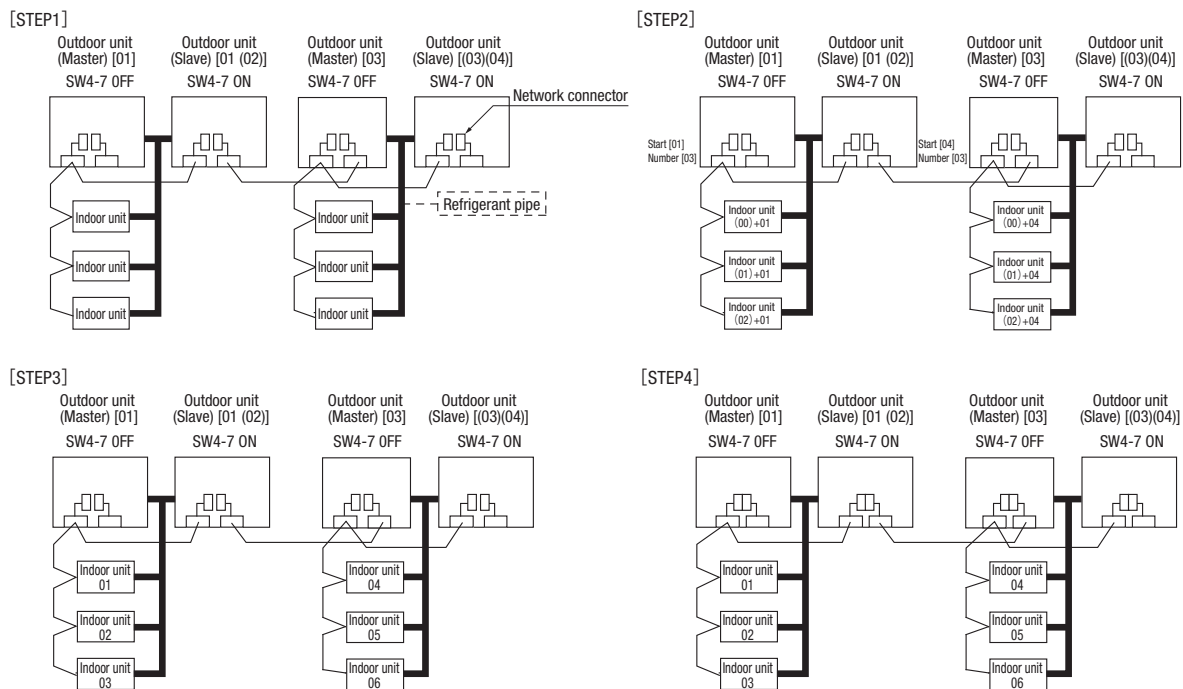 [STEP1]
Outdoor unit
(Master) [01]
SW4-7 OFF
Outdoor unit
(Slave) [01 (02)]
SW4-7 ON
Outdoor unit
(Master) [03]
SW4-7 OFF
Outdoor unit
(Slave) [(03)(04)]
SW4-7 ON
Network connector
Refrigerant pipe
Indoor unit
Indoor unit
Indoor unit
Indoor unit
Indoor unit
Indoor unit
[STEP2]
Outdoor unit
(Master) [01]
SW4-7 OFF
Outdoor unit
(Slave) [01 (02)]
SW4-7 ON
Outdoor unit
(Master) [03]
SW4-7 OFF
Outdoor unit
(Slave) [(03)(04)]
SW4-7 ON
Start [01]
Number [03]
Start [04]
Number [03]
Indoor unit
(00)+01
Indoor unit
(01)+01
Indoor unit
(02)+01
Indoor unit
(00)+04
Indoor unit
(01)+04
Indoor unit
(02)+04
[STEP3]
Outdoor unit
(Master) [01]
SW4-7 OFF
Outdoor unit
(Slave) [01 (02)]
SW4-7 ON
Outdoor unit
(Master) [03]
SW4-7 OFF
Outdoor unit
(Slave) [(03)(04)]
SW4-7 ON
Indoor unit
01
Indoor unit
02
Indoor unit
03
Indoor unit
04
Indoor unit
05
Indoor unit
06
[STEP4]
Outdoor unit
(Master) [01]
SW4-7 OFF
Outdoor unit
(Slave) [01 (02)]
SW4-7 ON
Outdoor unit
(Master) [03]
SW4-7 OFF
Outdoor unit
(Slave) [(03)(04)]
SW4-7 ON
Indoor unit
01
Indoor unit
02
Indoor unit
03
Indoor unit
04
Indoor unit
05
Indoor unit
06